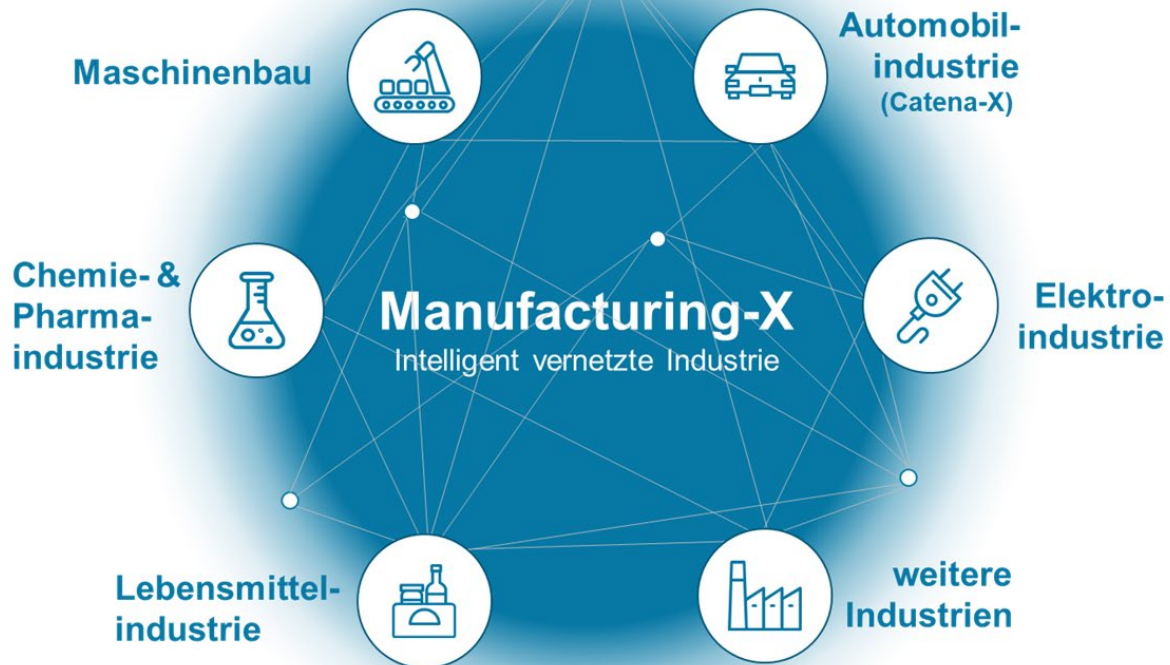 Maschinenbau
Automobil-
industrie
(Catena-X)
Chemie- &
Pharma-
industrie
Manufacturing-X
Intelligent vernetzte Industrie
Elektro-
industrie
Lebensmittel-
industrie
weitere
Industrien